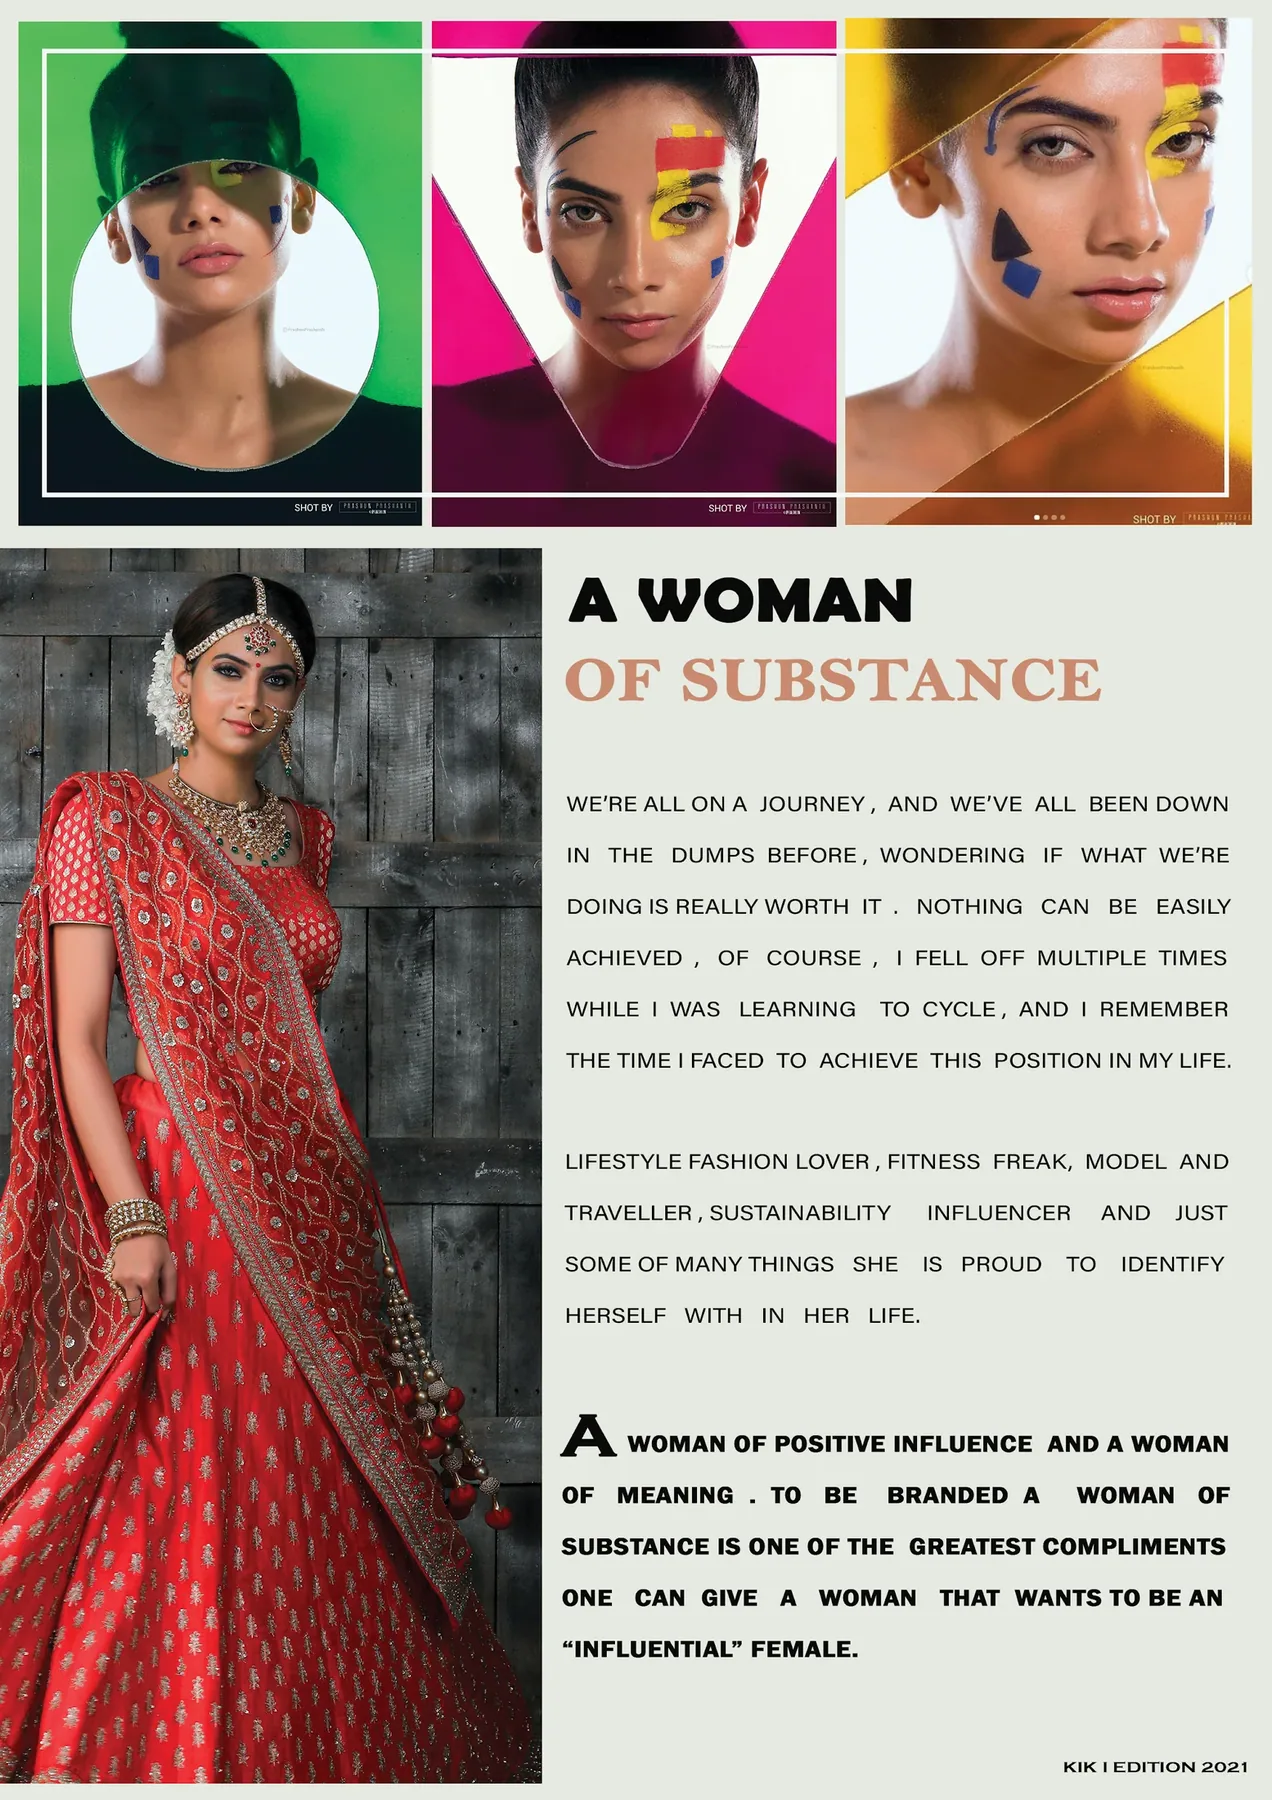 SHOT BY PRASHUN PRASHANTH
SHOT BY PRASHUN PRASHANTH
SHOT BY
A WOMAN
OF SUBSTANCE
WE’RE ALL ON A JOURNEY , AND WE’VE ALL BEEN DOWN
IN THE DUMPS BEFORE , WONDERING IF WHAT WE’RE
DOING IS REALLY WORTH IT . NOTHING CAN BE EASILY
ACHIEVED , OF COURSE , I FELL OFF MULTIPLE TIMES
WHILE I WAS LEARNING TO CYCLE , AND I REMEMBER
THE TIME I FACED TO ACHIEVE THIS POSITION IN MY LIFE.
LIFESTYLE FASHION LOVER , FITNESS FREAK, MODEL AND
TRAVELLER , SUSTAINABILITY INFLUENCER AND JUST
SOME OF MANY THINGS SHE IS PROUD TO IDENTIFY
HERSELF WITH IN HER LIFE.
A WOMAN OF POSITIVE INFLUENCE AND A WOMAN
OF MEANING . TO BE BRANDED A WOMAN OF
SUBSTANCE IS ONE OF THE GREATEST COMPLIMENTS
ONE CAN GIVE A WOMAN THAT WANTS TO BE AN
“INFLUENTIAL” FEMALE.
KIK I EDITION 2021